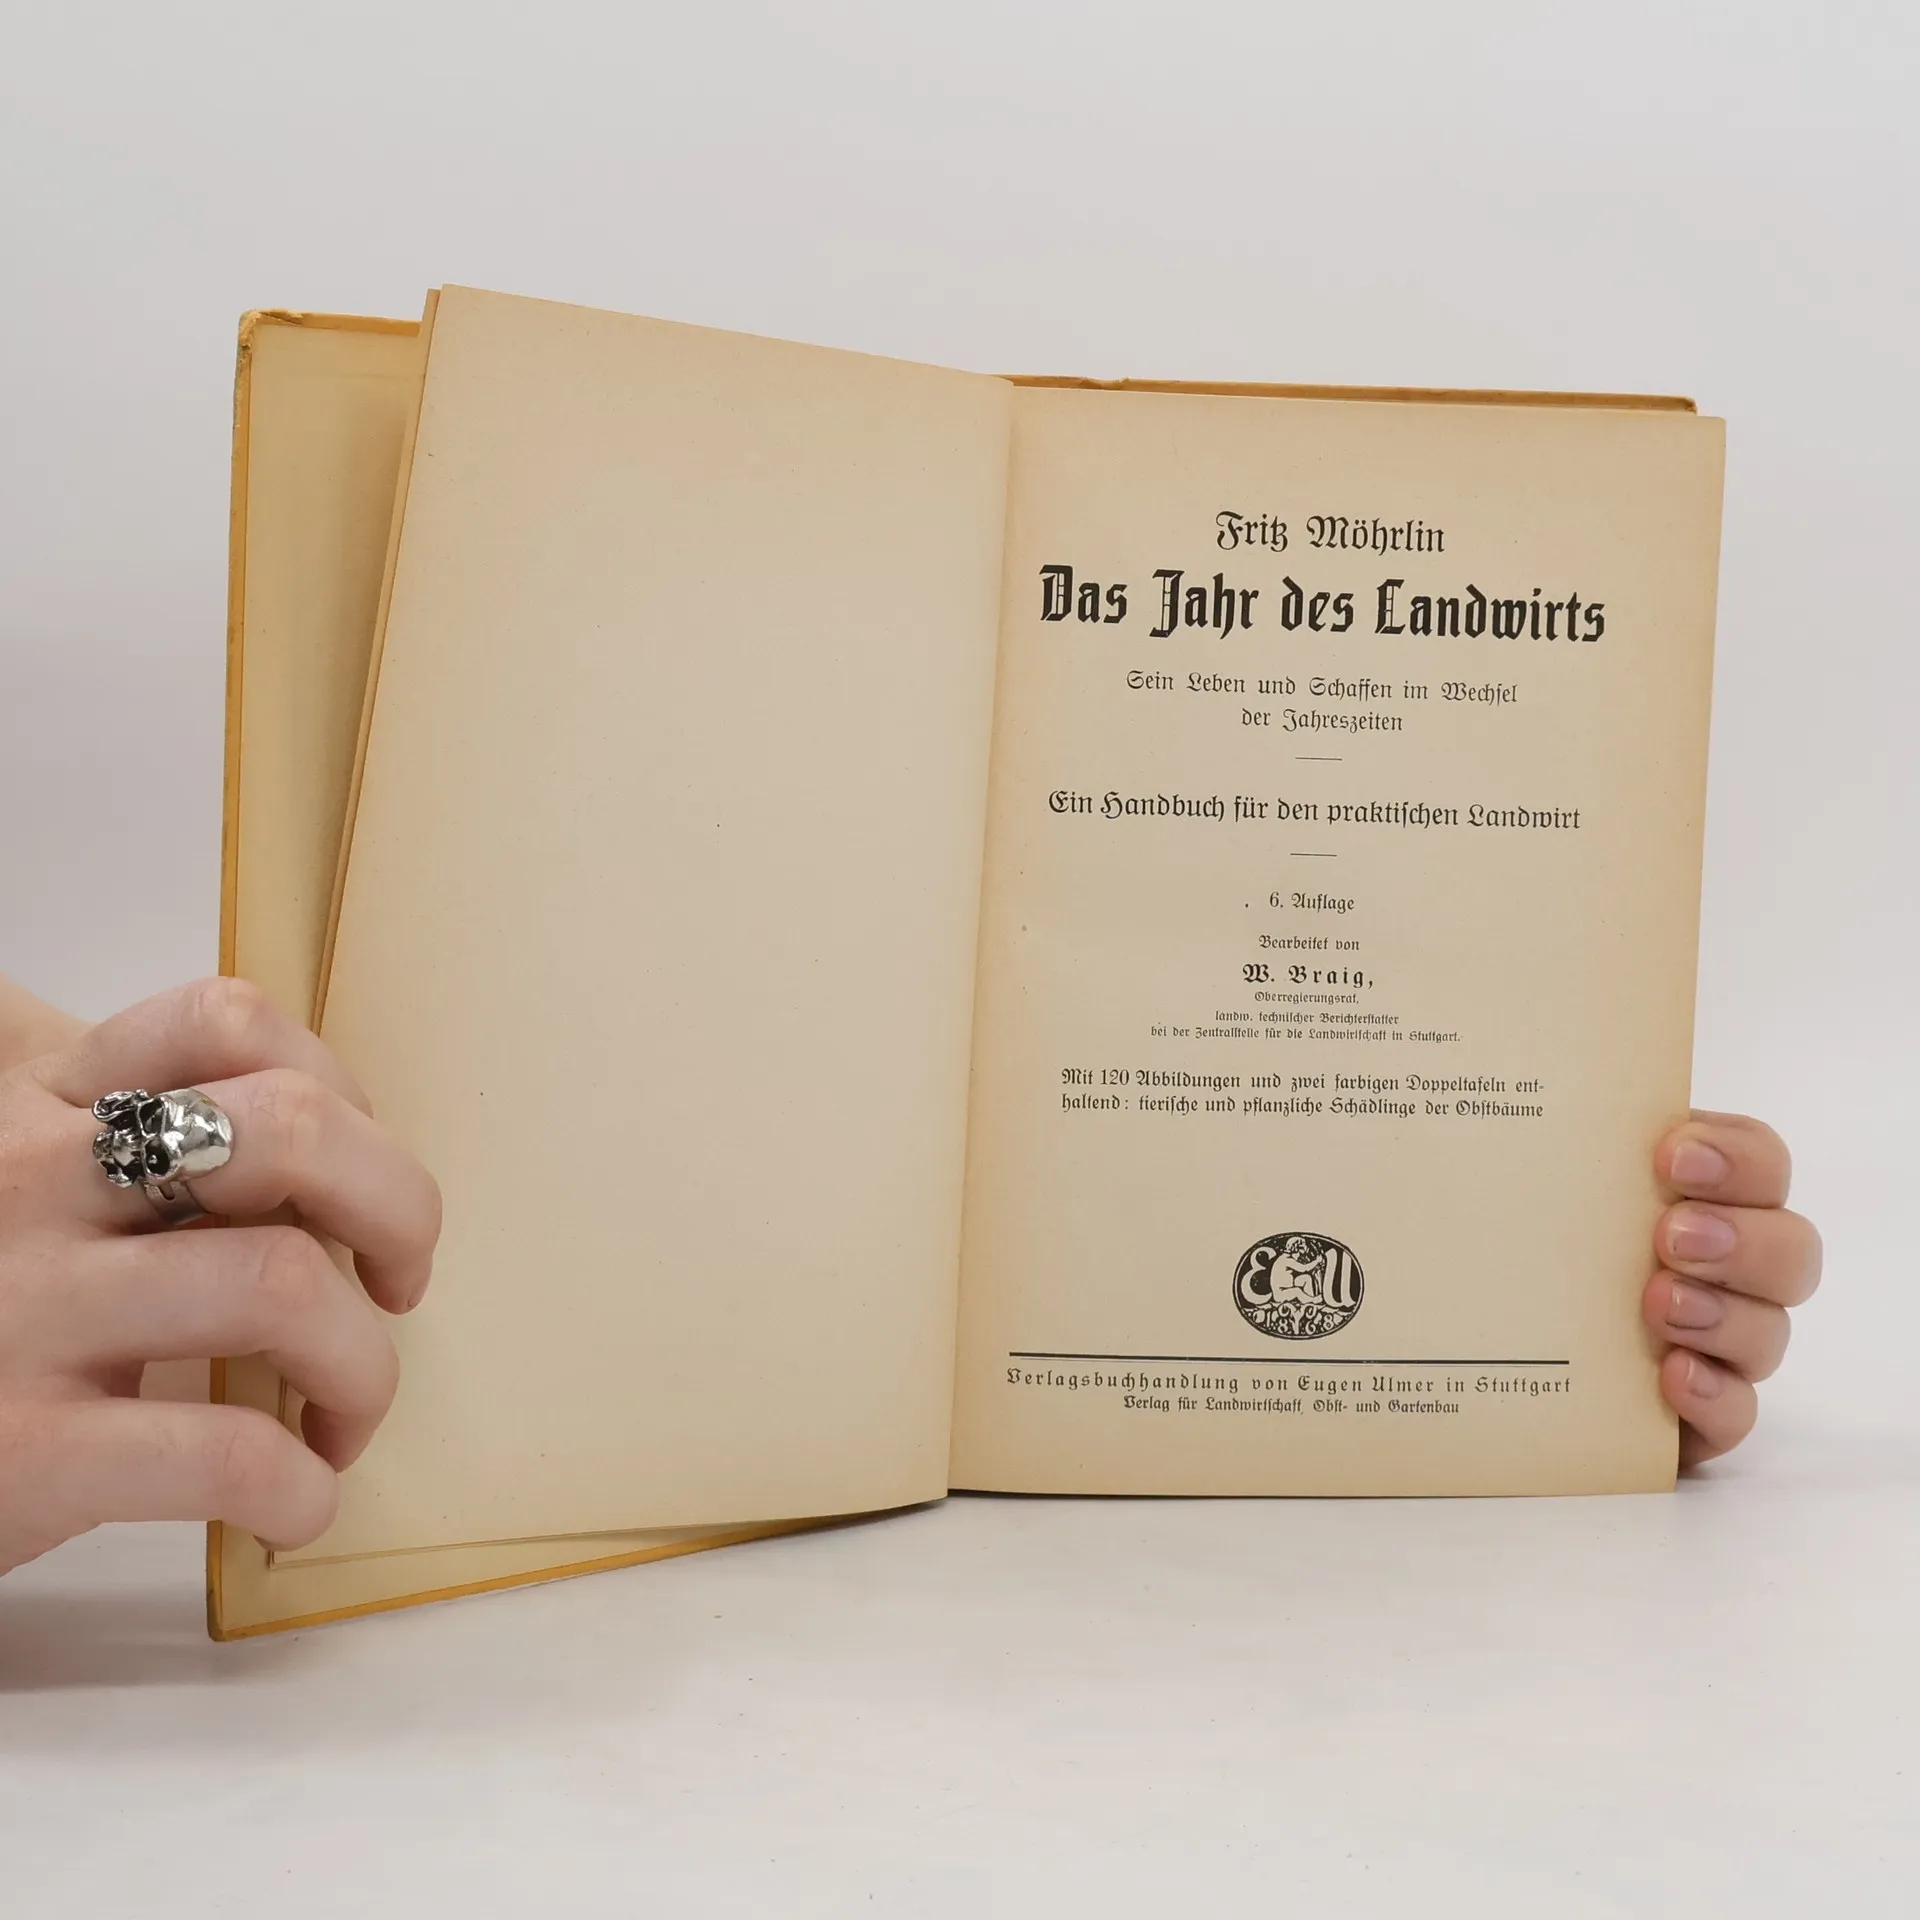 Fritz Möhrlin
Das Jahr des Landwirts
Sein Leben und Schaffen im Wechsel
der Jahreszeiten
Ein Handbuch für den praktischen Landwirt
6. Auflage
Bearbeitet von
W. Braig,
Oberregierungsrat,
landw. technischer Berichterstatter
bei der Zentralstelle für die Landwirtschaft in Stuttgart.
Mit 120 Abbildungen und zwei farbigen Doppeltafeln ent-
haltend: tierische und pflanzliche Schädlinge der Obstbäume
E U
1868
Verlagsbuchhandlung von Eugen Ulmer in Stuttgart
Verlag für Landwirtschaft, Obst- und Gartenbau